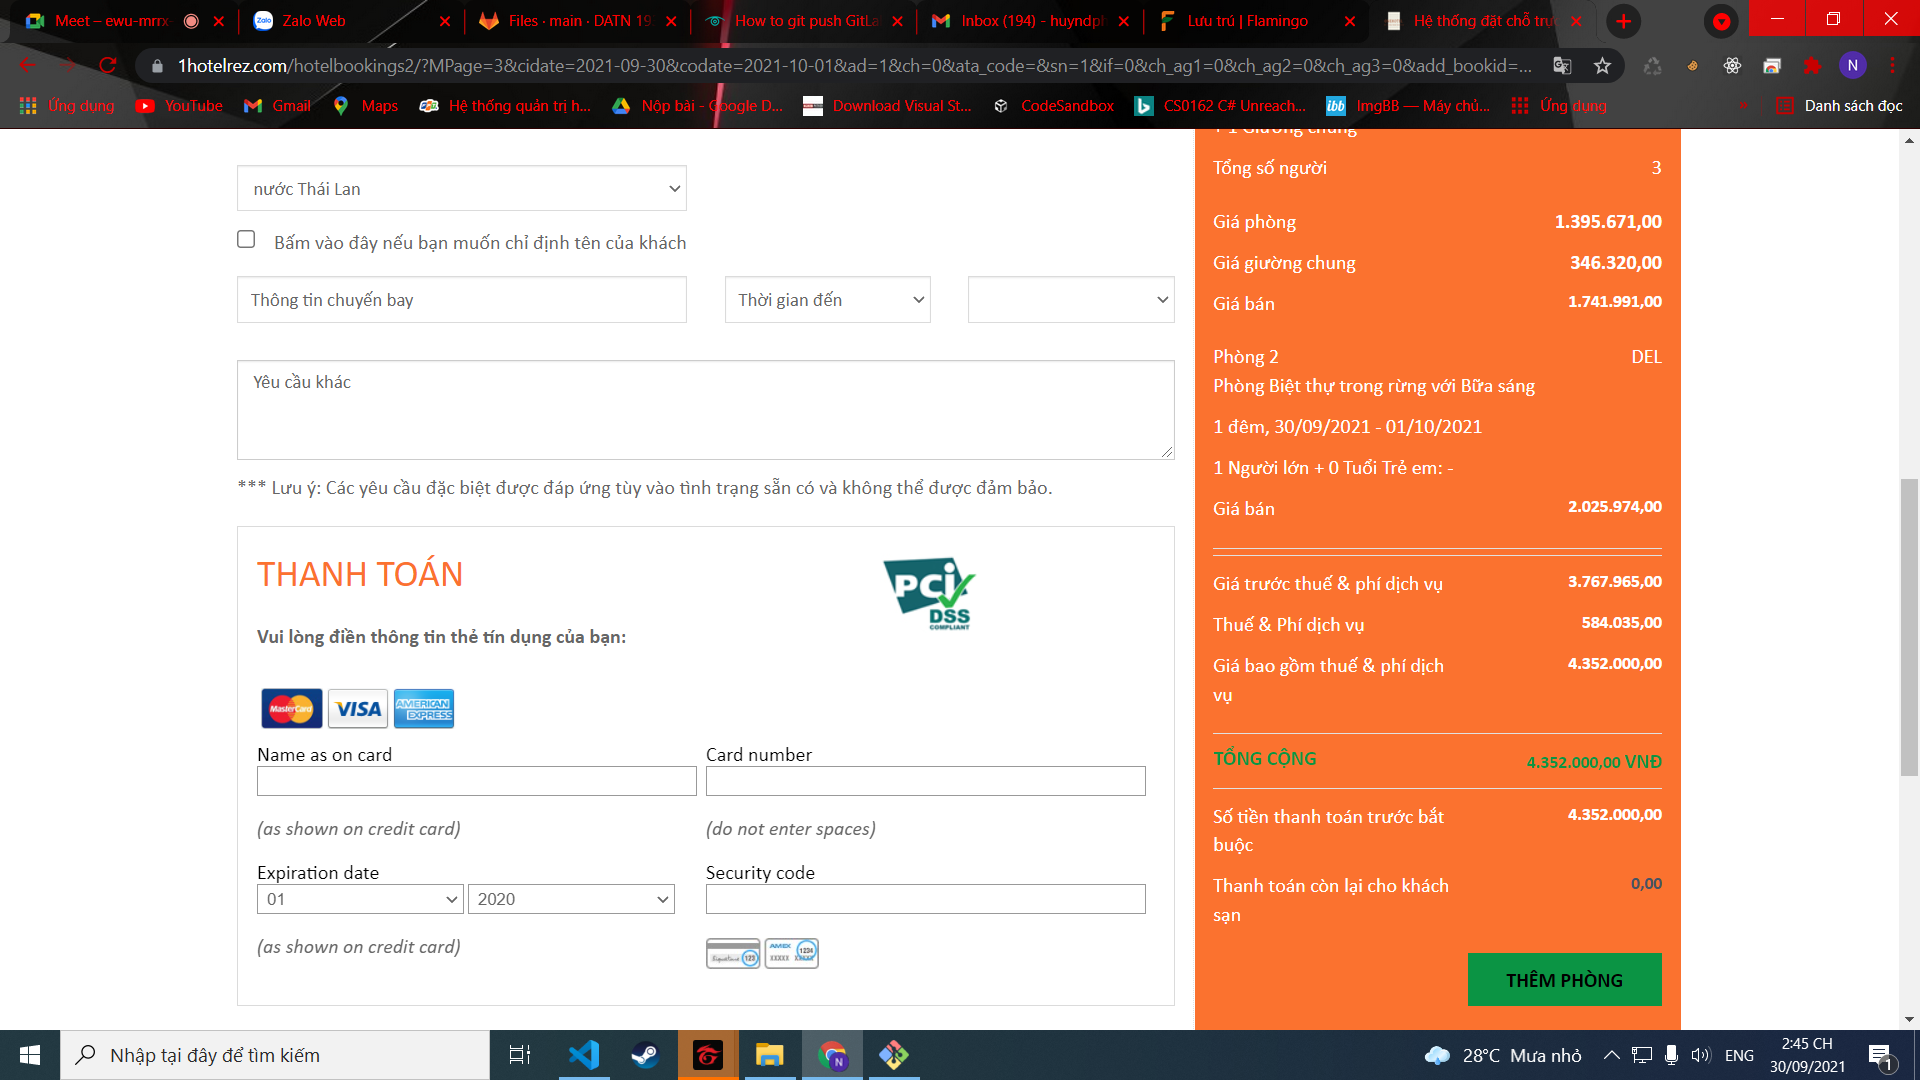 Meet – ewu-mrrx-
Zalo Web
Files · main · DATN 19.
How to git push GitLa
Inbox (194) - huyndph
Lưu trú | Flamingo
Hệ thống đặt chỗ trư
1hotelrez.com/hotelbookings2/?MPage=3&cidate=2021-09-30&codate=2021-10-01&ad=1&ch=0&ata_code=&sn=1&if=0&ch_ag1=0&ch_ag2=0&ch_ag3=0&add_bookid=...
N
Ứng dụng
YouTube
Gmail
Maps
Hệ thống quản trị h...
Nộp bài - Google D...
Download Visual St...
CodeSandbox
CS0162 C# Unreach...
ibb
ImgBB — Máy chủ...
Ứng dụng
»
Danh sách đọc
nước Thái Lan
Bấm vào đây nếu bạn muốn chỉ định tên của khách
Thông tin chuyến bay
Thời gian đến
Yêu cầu khác
*** Lưu ý: Các yêu cầu đặc biệt được đáp ứng tùy vào tình trạng sẵn có và không thể được đảm bảo.
THANH TOÁN
PCi
DSS
COMPLIANT
Vui lòng điền thông tin thẻ tín dụng của bạn:
MasterCard
VISA
AMERICAN EXPRESS
Name as on card
Card number
(as shown on credit card)
(do not enter spaces)
Expiration date
Security code
01
2020
(as shown on credit card)
Signature 123
AMEX 1234
XXXXX XXXXX
+ 1 Giường chung
Tổng số người 3
Giá phòng 1.395.671,00
Giá giường chung 346.320,00
Giá bán 1.741.991,00
Phòng 2 DEL
Phòng Biệt thự trong rừng với Bữa sáng
1 đêm, 30/09/2021 - 01/10/2021
1 Người lớn + 0 Tuổi Trẻ em: -
Giá bán 2.025.974,00
Giá trước thuế & phí dịch vụ 3.767.965,00
Thuế & Phí dịch vụ 584.035,00
Giá bao gồm thuế & phí dịch 4.352.000,00
vụ
TỔNG CỘNG 4.352.000,00 VNĐ
Số tiền thanh toán trước bắt 4.352.000,00
buộc
Thanh toán còn lại cho khách 0,00
sạn
THÊM PHÒNG
Nhập tại đây để tìm kiếm
N
28°C Mưa nhỏ
ENG
2:45 CH
30/09/2021
1